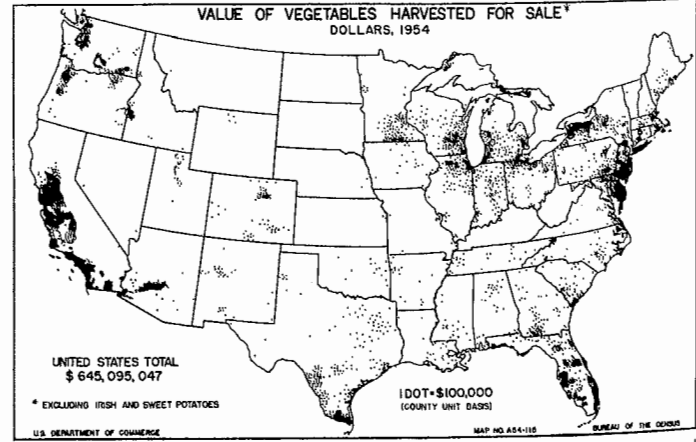 VALUE OF VEGETABLES HARVESTED FOR SALE*
DOLLARS, 1954
UNITED STATES TOTAL
$ 645,095,047
* EXCLUDING IRISH AND SWEET POTATOES
1 DOT=$100,000
(COUNTY UNIT BASIS)
U.S. DEPARTMENT OF COMMERCE
MAP NO. A54-115
BUREAU OF THE CENSUS